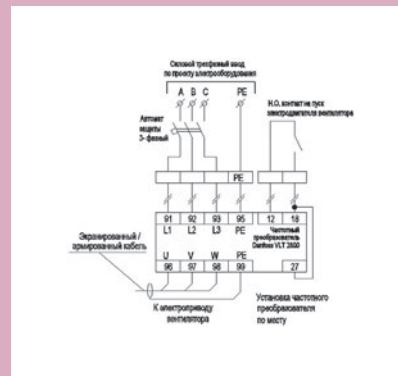 Силовой трехфазный ввод
по проекту электрооборудования
А В С РЕ
Автомат
защиты
3- фазный
Н.О. контакт на пуск
электродвигателя вентилятора
РЕ
91 92 93 95 12 18
L1 L2 L3 PE
Частотный
преобразователь
Danfoss VLT 2800
U V W PE
96 97 98 99 27
Экранированный /
армированный кабель
К электроприводу
вентилятора
Установка частотного
преобразователя
по месту